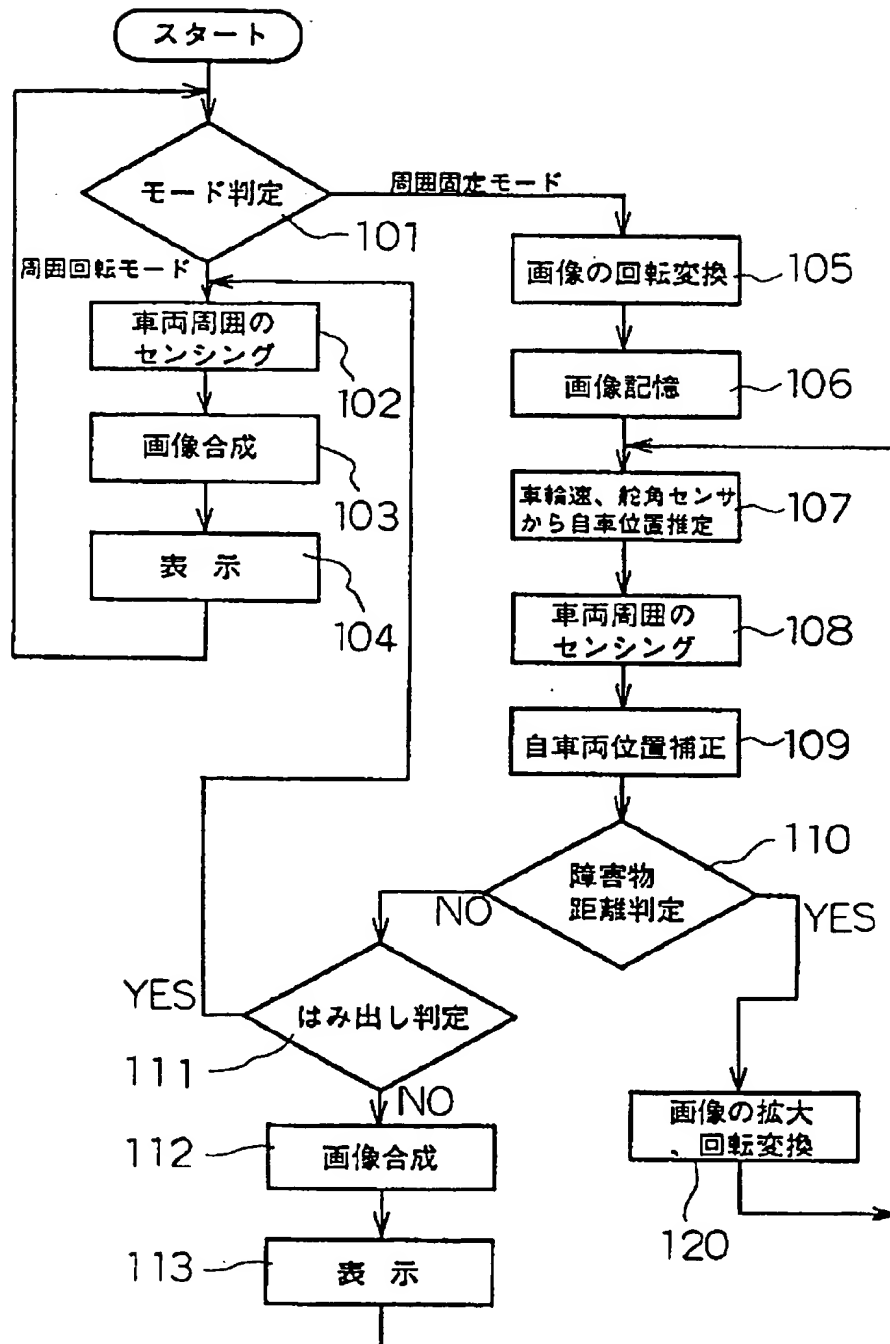 スタート
モード判定
101
周囲固定モード
周囲回転モード
車両周囲の
センシング
102
画像合成
103
表 示
104
画像の回転変換
105
画像記憶
106
車輪速、舵角センサ
から自車位置推定
107
車両周囲の
センシング
108
自車両位置補正
109
障害物
距離判定
110
NO
YES
はみ出し判定
111
YES
NO
画像合成
112
表 示
113
画像の拡大
、回転変換
120